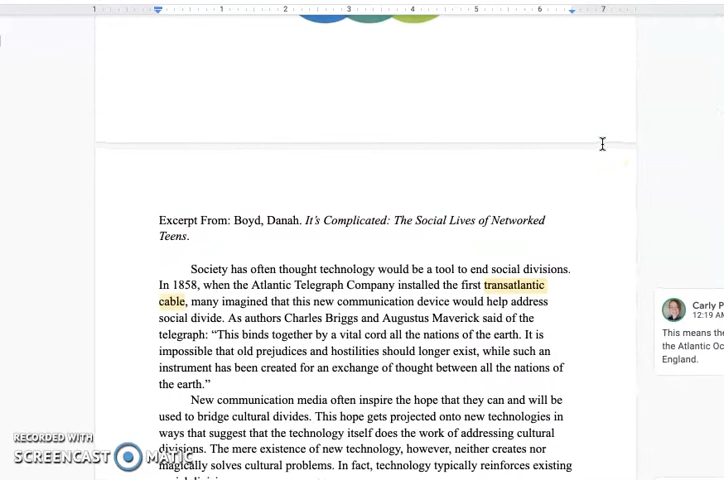 1 1 2 3 4 5 6 7
Excerpt From: Boyd, Danah. It's Complicated: The Social Lives of Networked
Teens.
Society has often thought technology would be a tool to end social divisions.
In 1858, when the Atlantic Telegraph Company installed the first transatlantic
cable, many imagined that this new communication device would help address
social divide. As authors Charles Briggs and Augustus Maverick said of the
telegraph: “This binds together by a vital cord all the nations of the earth. It is
impossible that old prejudices and hostilities should longer exist, while such an
instrument has been created for an exchange of thought between all the nations of
the earth.”
New communication media often inspire the hope that they can and will be
used to bridge cultural divides. This hope gets projected onto new technologies in
ways that suggest that the technology itself does the work of addressing cultural
divisions. The mere existence of new technology, however, neither creates nor
magically solves cultural problems. In fact, technology typically reinforces existing
Carly P
12:19 AM
This means the
the Atlantic Oc
England.
RECORDED WITH
SCREENCAST MATIC